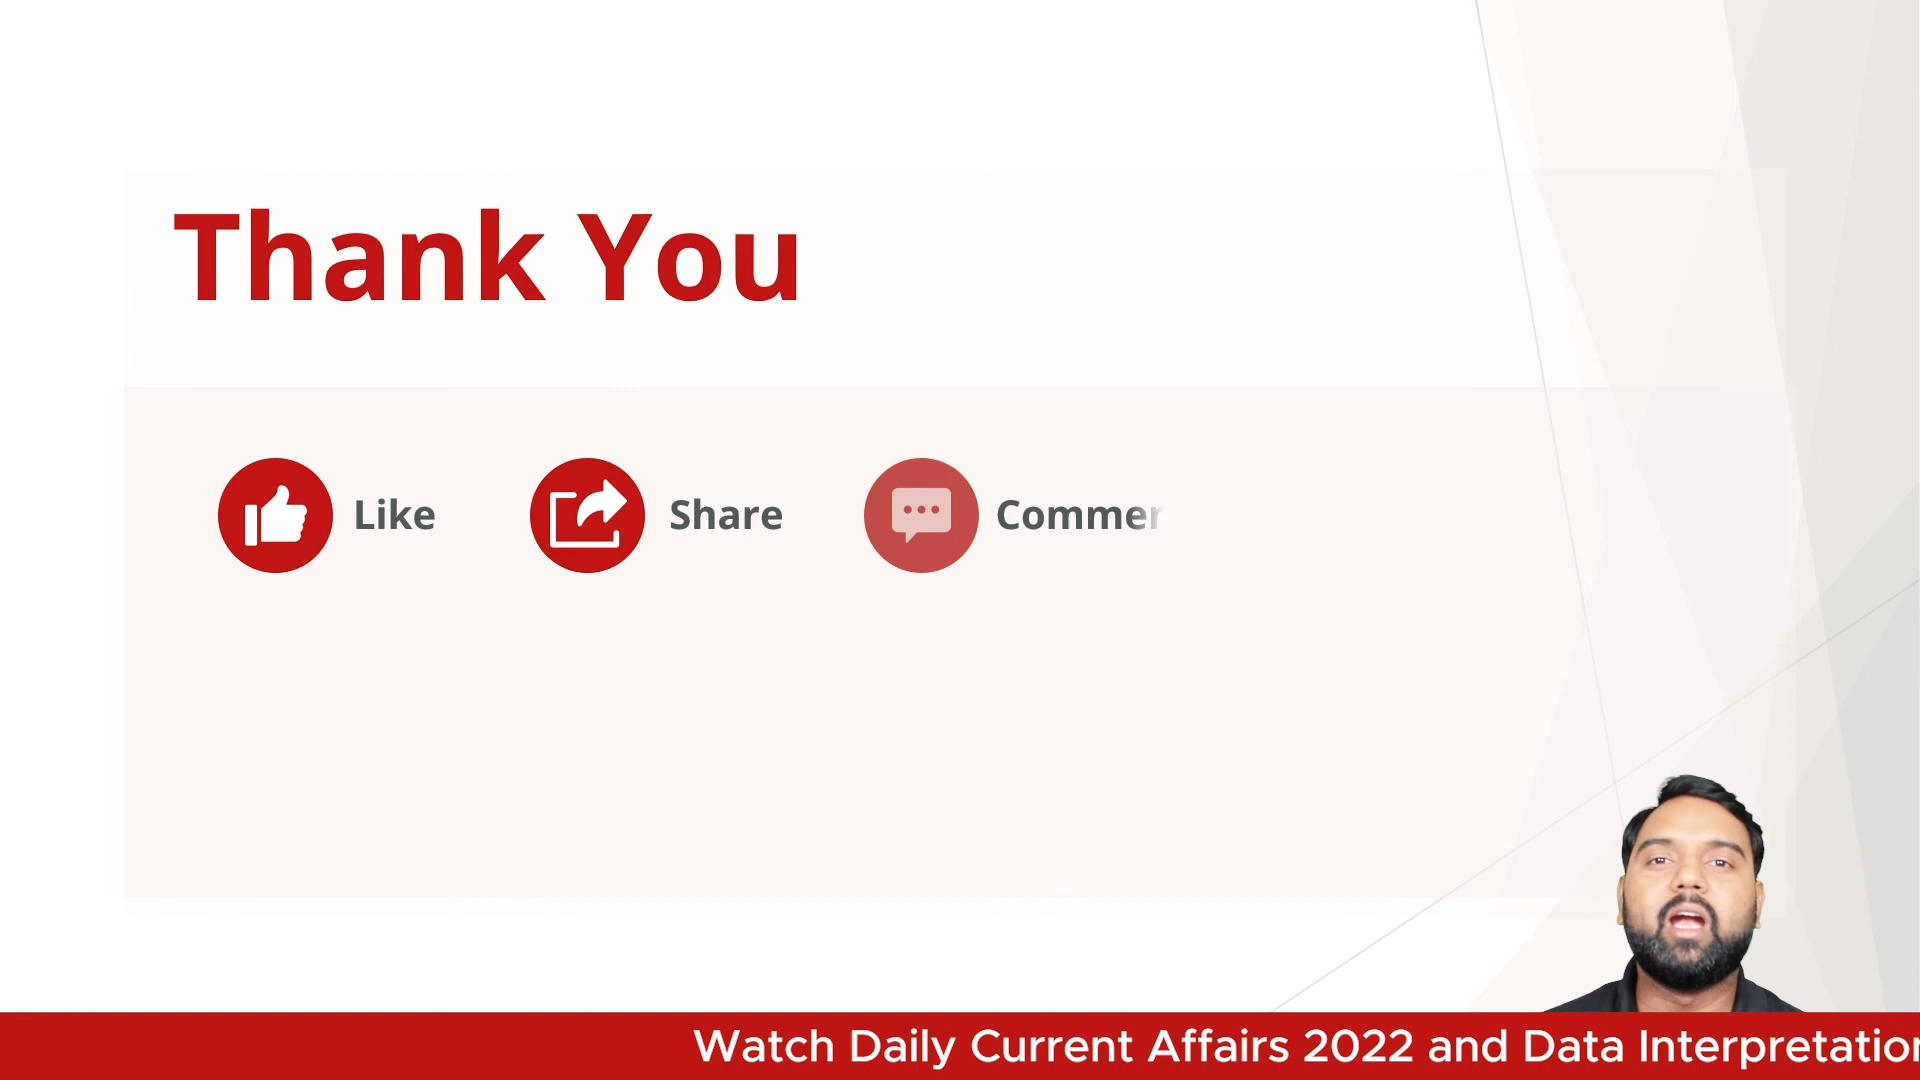 Thank You
Like
Share
Commer
Watch Daily Current Affairs 2022 and Data Interpretation